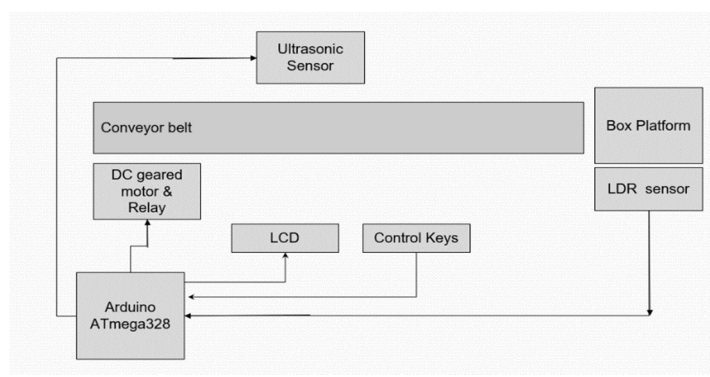 Ultrasonic
Sensor
Conveyor belt
Box Platform
DC geared
motor &
Relay
LDR sensor
LCD
Control Keys
Arduino
ATmega328